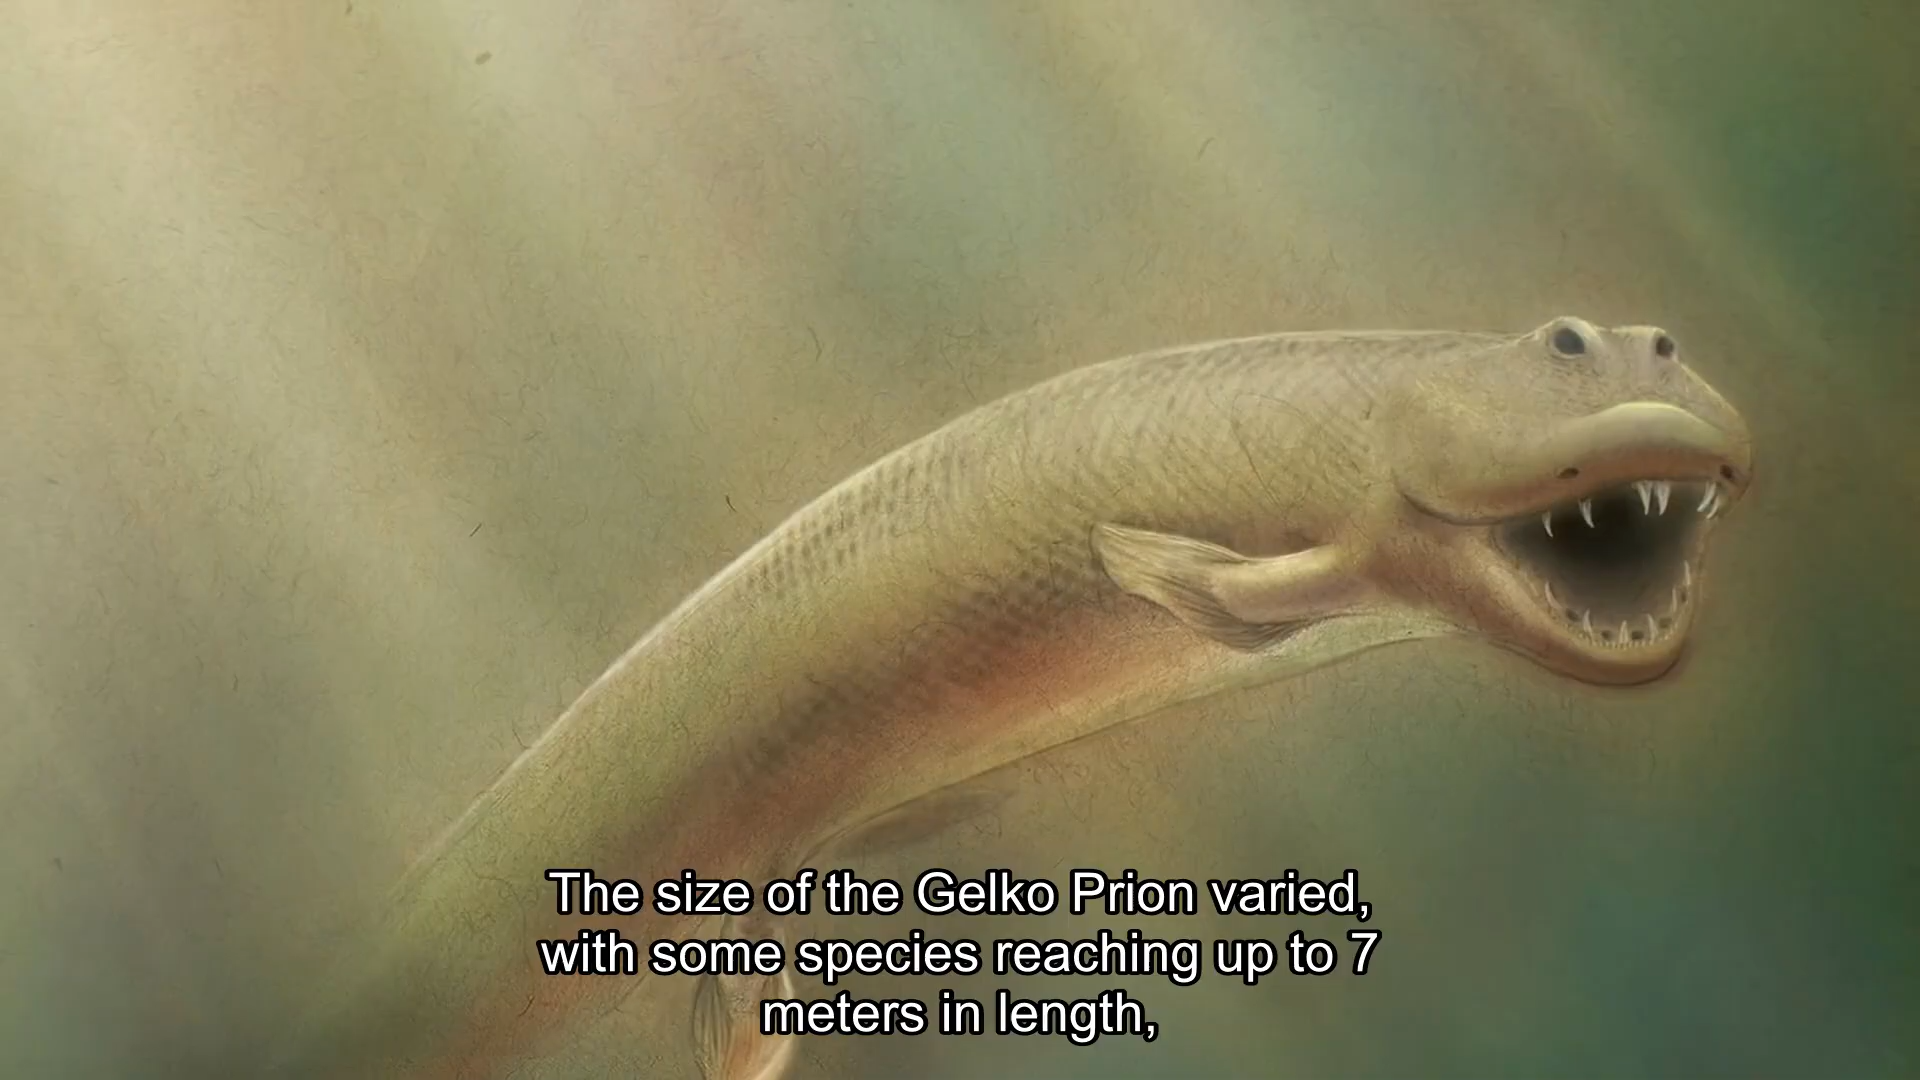 The size of the Gelko Prion varied,
with some species reaching up to 7
meters in length,